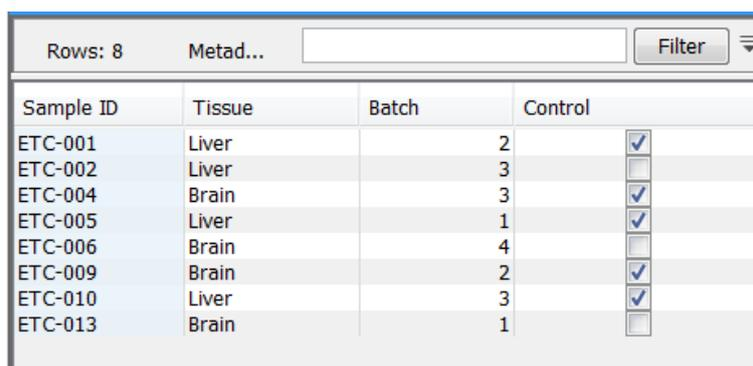 Rows: 8 Metad... Filter
Sample ID Tissue Batch Control
ETC-001 Liver 2
ETC-002 Liver 3
ETC-004 Brain 3
ETC-005 Liver 1
ETC-006 Brain 4
ETC-009 Brain 2
ETC-010 Liver 3
ETC-013 Brain 1